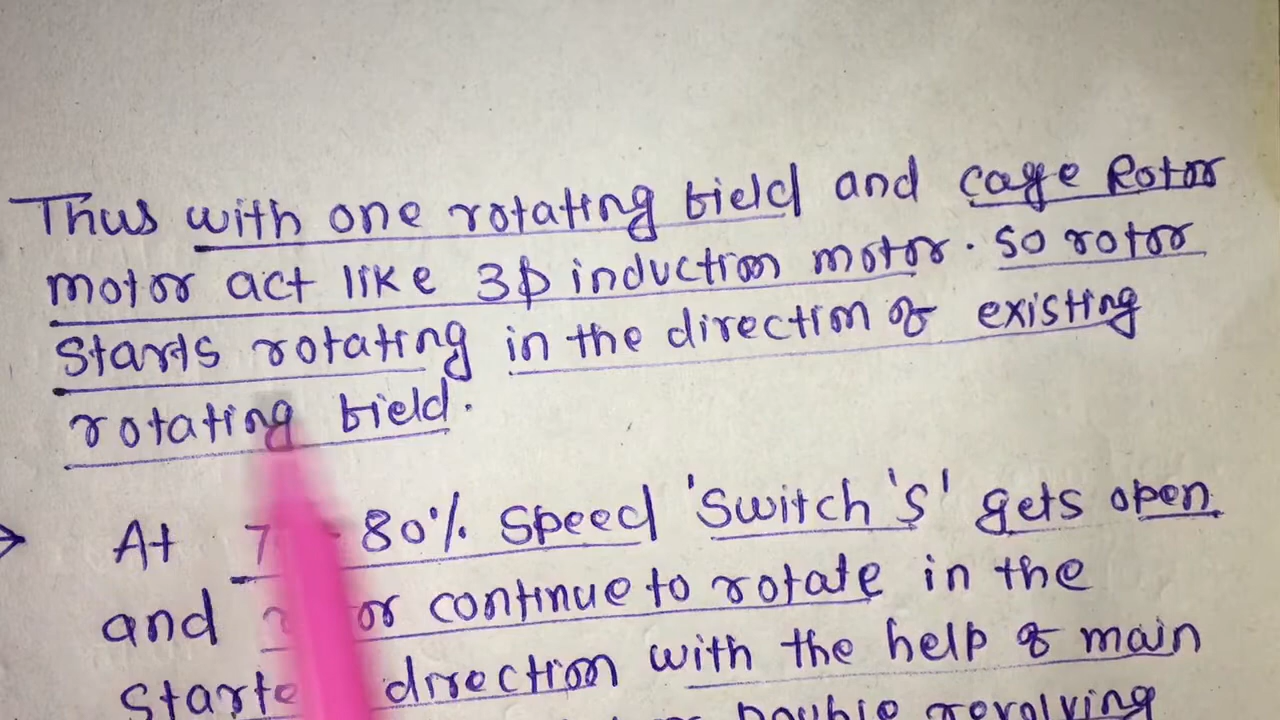 Thus with one rotating field and cage Rotor
motor act like 3ϕ induction motor. so rotor
starts rotating in the direction of existing
rotating field.
→ At 80% speed 'switch 's' gets open
and continue to rotate in the
direction with the help of main
Double revolving